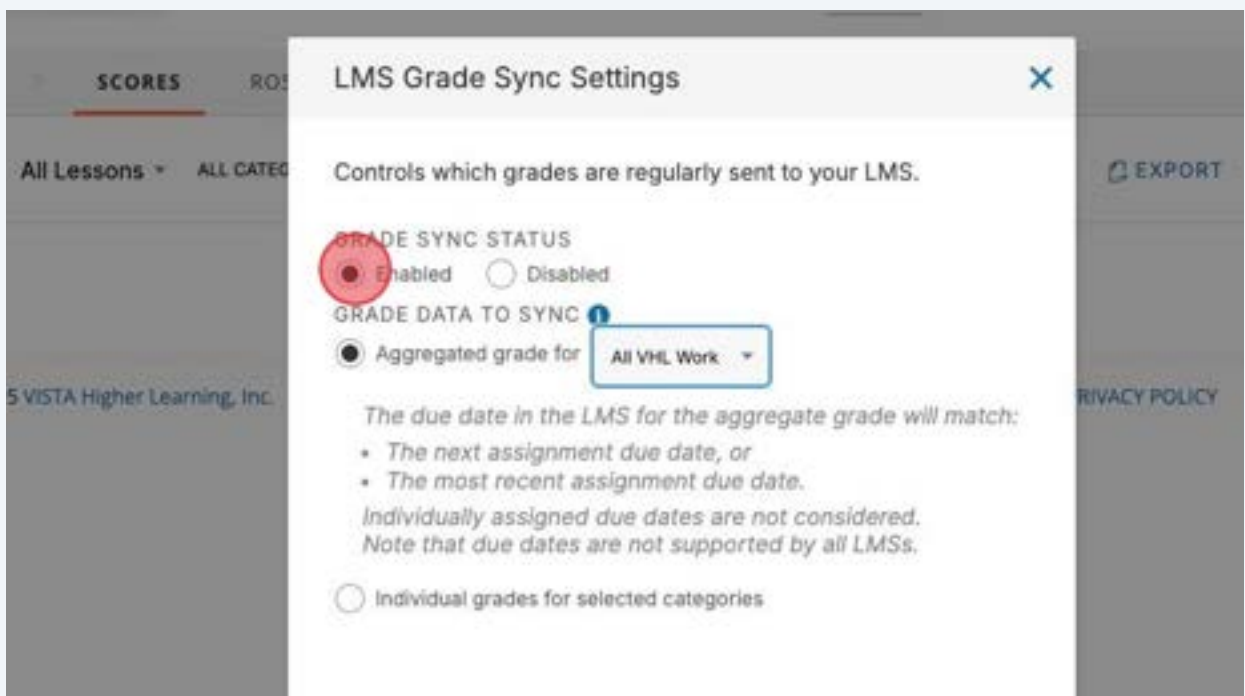 LMS Grade Sync Settings
SCORES
Controls which grades are regularly sent to your LMS.
All Lessons
EXPORT
GRADE SYNC STATUS
Enabled Disabled
GRADE DATA TO SYNC
Aggregated grade for All VHL Work
5 VISTA Higher Learning, Inc.
The due date in the LMS for the aggregate grade will match:
• The next assignment due date, or
• The most recent assignment due date.
Individually assigned due dates are not considered.
Note that due dates are not supported by all LMSs.
Individual grades for selected categories
POLICY